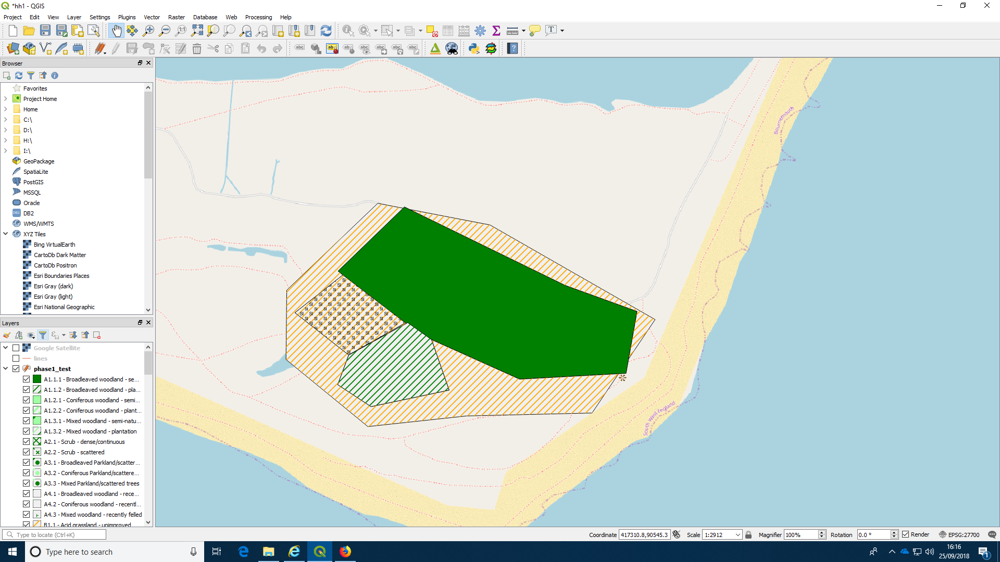 *hh1 - QGIS
Project Edit View Layer Settings Plugins Vector Raster Database Web Processing Help
Browser
Favorites
Project Home
Home
C:\
D:\
H:\
I:\
GeoPackage
SpatiaLite
PostGIS
MSSQL
Oracle
DB2
WMS/WMTS
XYZ Tiles
Bing VirtualEarth
CartoDb Dark Matter
CartoDb Positron
Esri Boundaries Places
Esri Gray (dark)
Esri Gray (light)
Esri National Geographic
Layers
Google Satellite
lines
phase1_test
A1.1.1 - Broadleaved woodland - se...
A1.1.2 - Broadleaved woodland - pla...
A1.2.1 - Coniferous woodland - semi...
A1.2.2 - Coniferous woodland - plant...
A1.3.1 - Mixed woodland - semi-natu...
A1.3.2 - Mixed woodland - plantation
A2.1 - Scrub - dense/continuous
A2.2 - Scrub - scattered
A3.1 - Broadleaved Parkland/scatter...
A3.2 - Coniferous Parkland/scattere...
A3.3 - Mixed Parkland/scattered trees
A4.1 - Broadleaved woodland - rece...
A4.2 - Coniferous woodland - recentl...
A4.3 - Mixed woodland - recently felled
B1.1 - Acid grassland - unimproved
Bournemouth
South West England
Type to locate (Ctrl+K)
Coordinate 417310.8,90545.3 Scale 1:2912 Magnifier 100% Rotation 0.0 ° Render EPSG:27700
Type here to search
16:16
25/09/2018
1